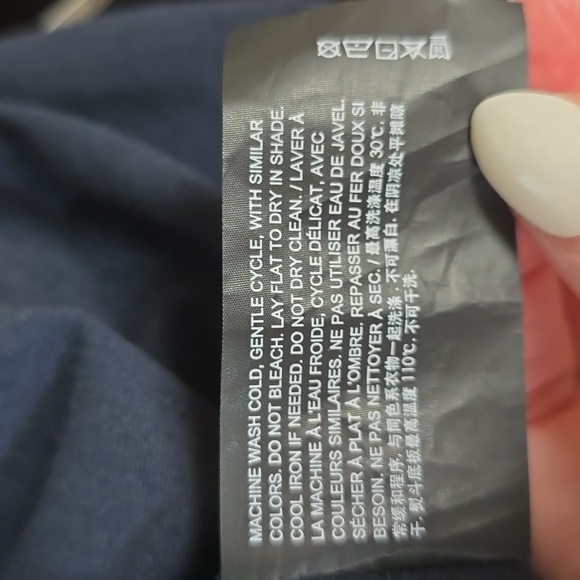 MACHINE WASH COLD, GENTLE CYCLE, WITH SIMILAR
COLORS. DO NOT BLEACH. LAY FLAT TO DRY IN SHADE.
COOL IRON IF NEEDED. DO NOT DRY CLEAN. / LAVER À
LA MACHINE À L'EAU FROIDE, CYCLE DÉLICAT, AVEC
COULEURS SIMILAIRES. NE PAS UTILISER EAU DE JAVEL.
SÉCHER À PLAT À L'OMBRE. REPASSER AU FER DOUX SI
BESOIN. NE PAS NETTOYER À SEC. / 最高洗涤温度 30℃. 非
常缓和程序. 与同色系衣物一起洗涤. 不可漂白. 在阴凉处平摊晾
干. 熨斗底板最高温度 110℃. 不可干洗.